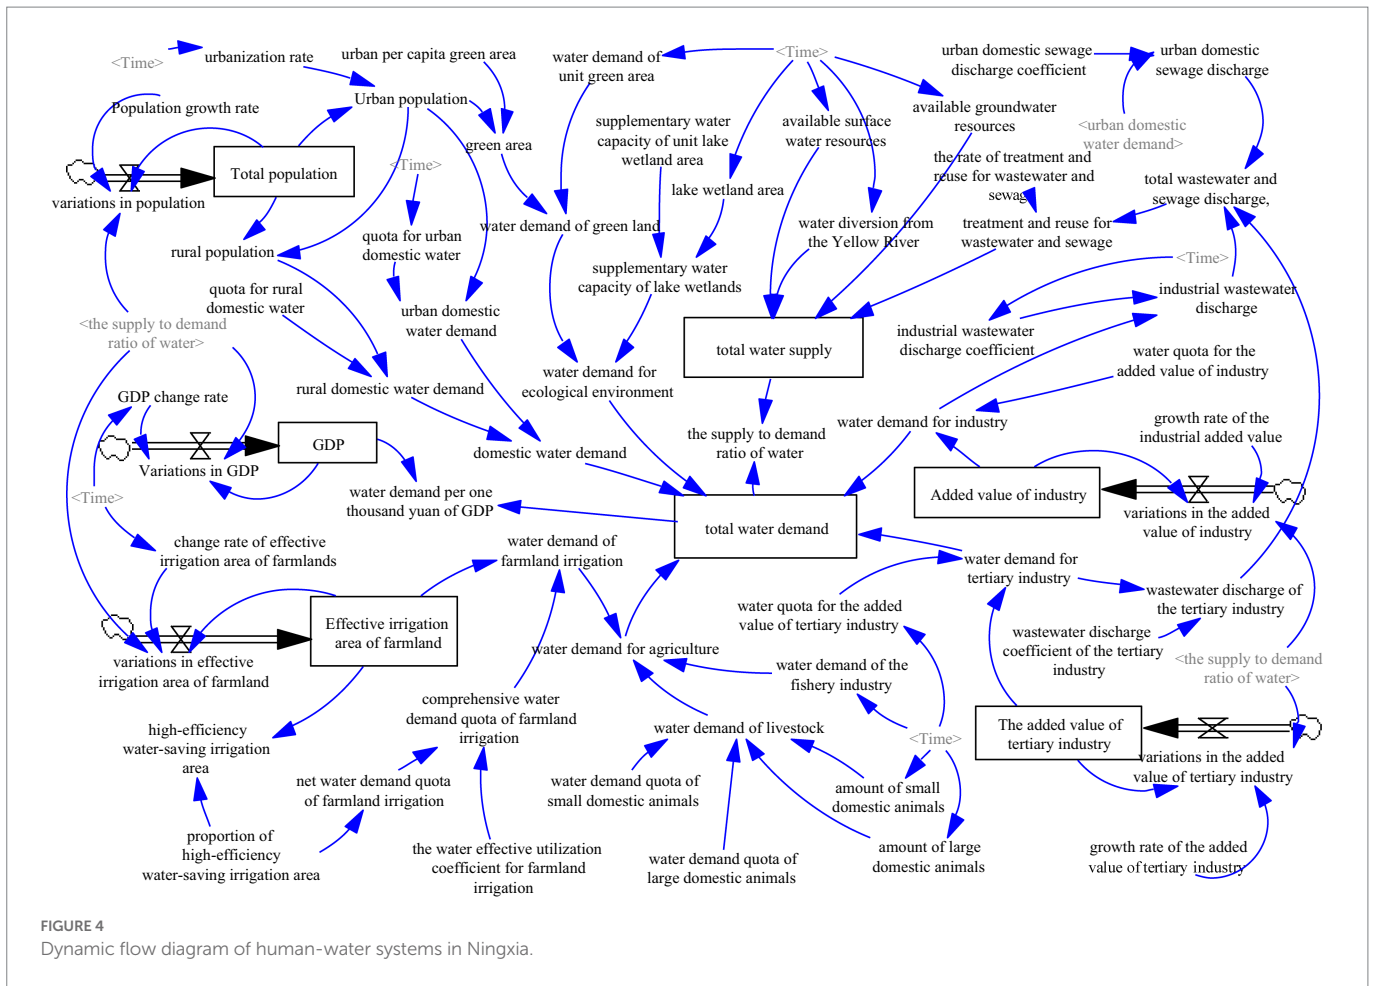 <Time>
urbanization rate
urban per capita green area
water demand of
unit green area
<Time>
urban domestic sewage
discharge coefficient
urban domestic
sewage discharge
Population growth rate
Urban population
supplementary water
capacity of unit lake
wetland area
available surface
water resources
available groundwater
resources
<urban domestic
water demand>
green area
<Time>
the rate of treatment and
reuse for wastewater and
sewage
Total population
lake wetland area
total wastewater and
sewage discharge,
variations in population
water demand of green land
water diversion from
the Yellow River
treatment and reuse for
wastewater and sewage
rural population
quota for urban
domestic water
<Time>
supplementary water
capacity of lake wetlands
quota for rural
domestic water
urban domestic
water demand
industrial wastewater
discharge
<the supply to demand
ratio of water>
total water supply
industrial wastewater
discharge coefficient
water quota for the
added value of industry
water demand for
ecological environment
rural domestic water demand
GDP change rate
water demand for industry
growth rate of the
industrial added value
the supply to demand
ratio of water
GDP
domestic water demand
Variations in GDP
<Time>
water demand per one
thousand yuan of GDP
Added value of industry
variations in the added
value of industry
total water demand
change rate of effective
irrigation area of farmlands
water demand of
farmland irrigation
water demand for
tertiary industry
wastewater discharge of
the tertiary industry
Effective irrigation
area of farmland
water quota for the added
value of tertiary industry
wastewater discharge
coefficient of the tertiary
industry
variations in effective
irrigation area of farmland
water demand for agriculture
water demand of the
fishery industry
<the supply to demand
ratio of water>
comprehensive water
demand quota of farmland
irrigation
high-efficiency
water-saving irrigation
area
water demand of livestock
<Time>
The added value of
tertiary industry
variations in the added
value of tertiary industry
net water demand quota
of farmland irrigation
water demand quota of
small domestic animals
amount of small
domestic animals
proportion of
high-efficiency
water-saving irrigation area
the water effective utilization
coefficient for farmland
irrigation
water demand quota of
large domestic animals
amount of large
domestic animals
growth rate of the added
value of tertiary industry
FIGURE 4
Dynamic flow diagram of human-water systems in Ningxia.